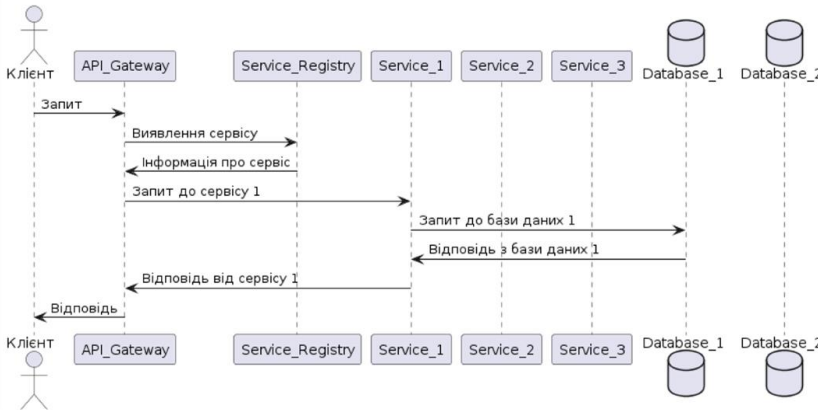 Клієнт
API_Gateway
Service_Registry
Service_1
Service_2
Service_3
Database_1
Database_2
Запит
Виявлення сервісу
Інформація про сервіс
Запит до сервісу 1
Запит до бази даних 1
Відповідь з бази даних 1
Відповідь від сервісу 1
Відповідь
Клієнт
API_Gateway
Service_Registry
Service_1
Service_2
Service_3
Database_1
Database_2